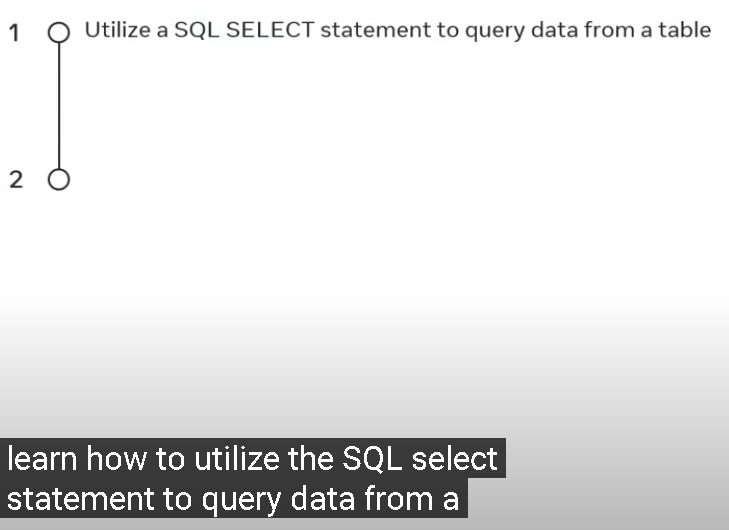 1 Utilize a SQL SELECT statement to query data from a table
2
learn how to utilize the SQL select
statement to query data from a